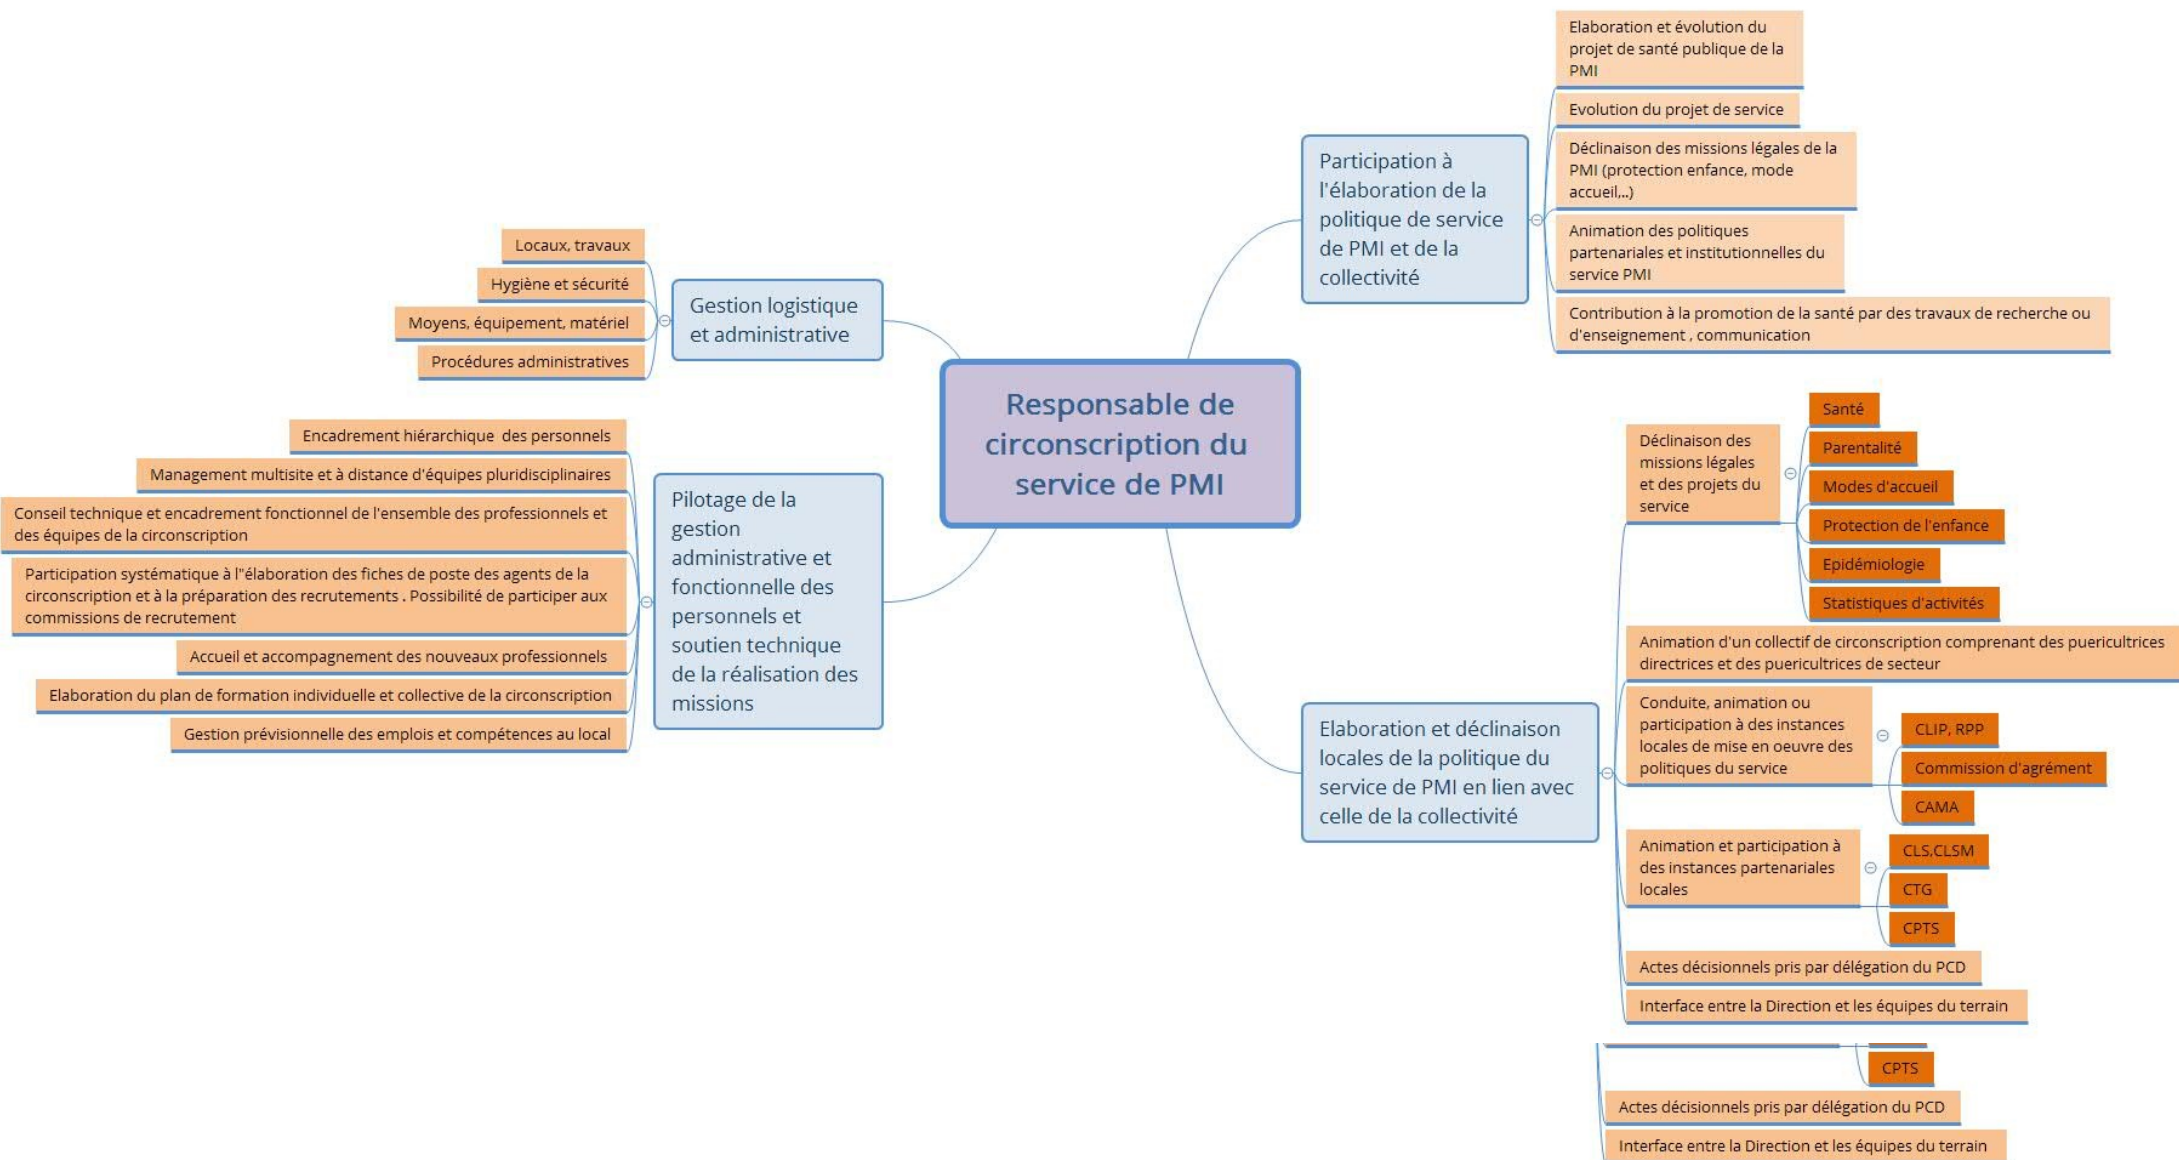 Responsable de
circonscription du
service de PMI
Gestion logistique
et administrative
Locaux, travaux
Hygiène et sécurité
Moyens, équipement, matériel
Procédures administratives
Pilotage de la
gestion
administrative et
fonctionnelle des
personnels et
soutien technique
de la réalisation des
missions
Encadrement hiérarchique  des personnels
Management multisite et à distance d'équipes pluridisciplinaires
Conseil technique et encadrement fonctionnel de l'ensemble des professionnels et
des équipes de la circonscription
Participation systématique à l"élaboration des fiches de poste des agents de la
circonscription et à la préparation des recrutements . Possibilité de participer aux
commissions de recrutement
Accueil et accompagnement des nouveaux professionnels
Elaboration du plan de formation individuelle et collective de la circonscription
Gestion prévisionnelle des emplois et compétences au local
Participation à
l'élaboration de la
politique de service
de PMI et de la
collectivité
Elaboration et évolution du
projet de santé publique de la
PMI
Evolution du projet de service
Déclinaison des missions légales de la
PMI (protection enfance, mode
accueil,..)
Animation des politiques
partenariales et institutionnelles du
service PMI
Contribution à la promotion de la santé par des travaux de recherche ou
d'enseignement , communication
Elaboration et déclinaison
locales de la politique du
service de PMI en lien avec
celle de la collectivité
Déclinaison des
missions légales
et des projets du
service
Santé
Parentalité
Modes d'accueil
Protection de l'enfance
Epidémiologie
Statistiques d'activités
Animation d'un collectif de circonscription comprenant des puericultrices
directrices et des puericultrices de secteur
Conduite, animation ou
participation à des instances
locales de mise en oeuvre des
politiques du service
CLIP, RPP
Commission d'agrément
CAMA
Animation et participation à
des instances partenariales
locales
CLS,CLSM
CTG
CPTS
Actes décisionnels pris par délégation du PCD
Interface entre la Direction et les équipes du terrain
CPTS
Actes décisionnels pris par délégation du PCD
Interface entre la Direction et les équipes du terrain